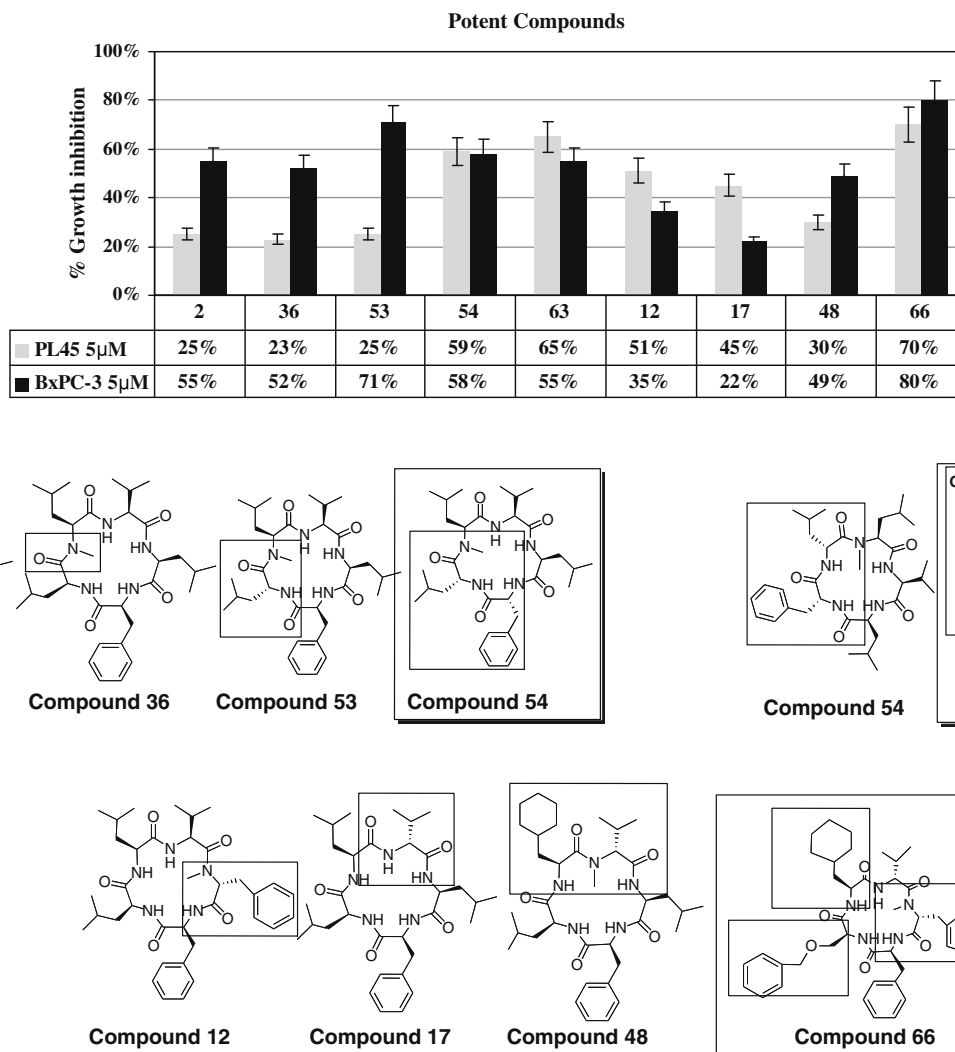 Potent Compounds
% Growth inhibition
100%
80%
60%
40%
20%
0%
2 36 53 54 63 12 17 48 66
PL45 5µM 25% 23% 25% 59% 65% 51% 45% 30% 70%
BxPC-3 5µM 55% 52% 71% 58% 55% 35% 22% 49% 80%
Compound 36 Compound 53 Compound 54 Compound 54
Compound 12 Compound 17 Compound 48 Compound 66